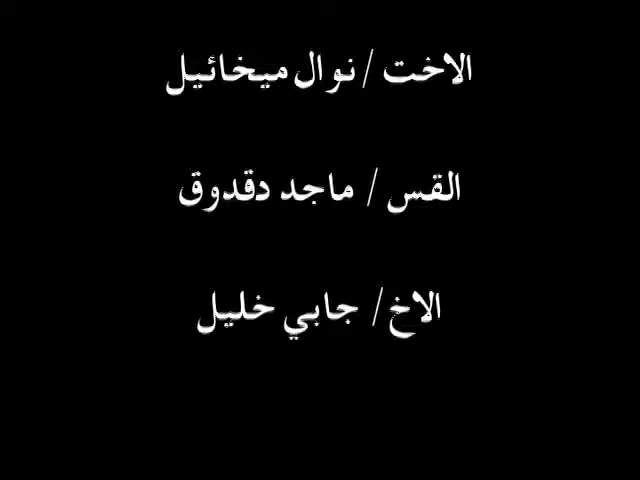 الاخت / نوال ميخائيل
القس / ماجد دقدوق
الاخ / جابي خليل